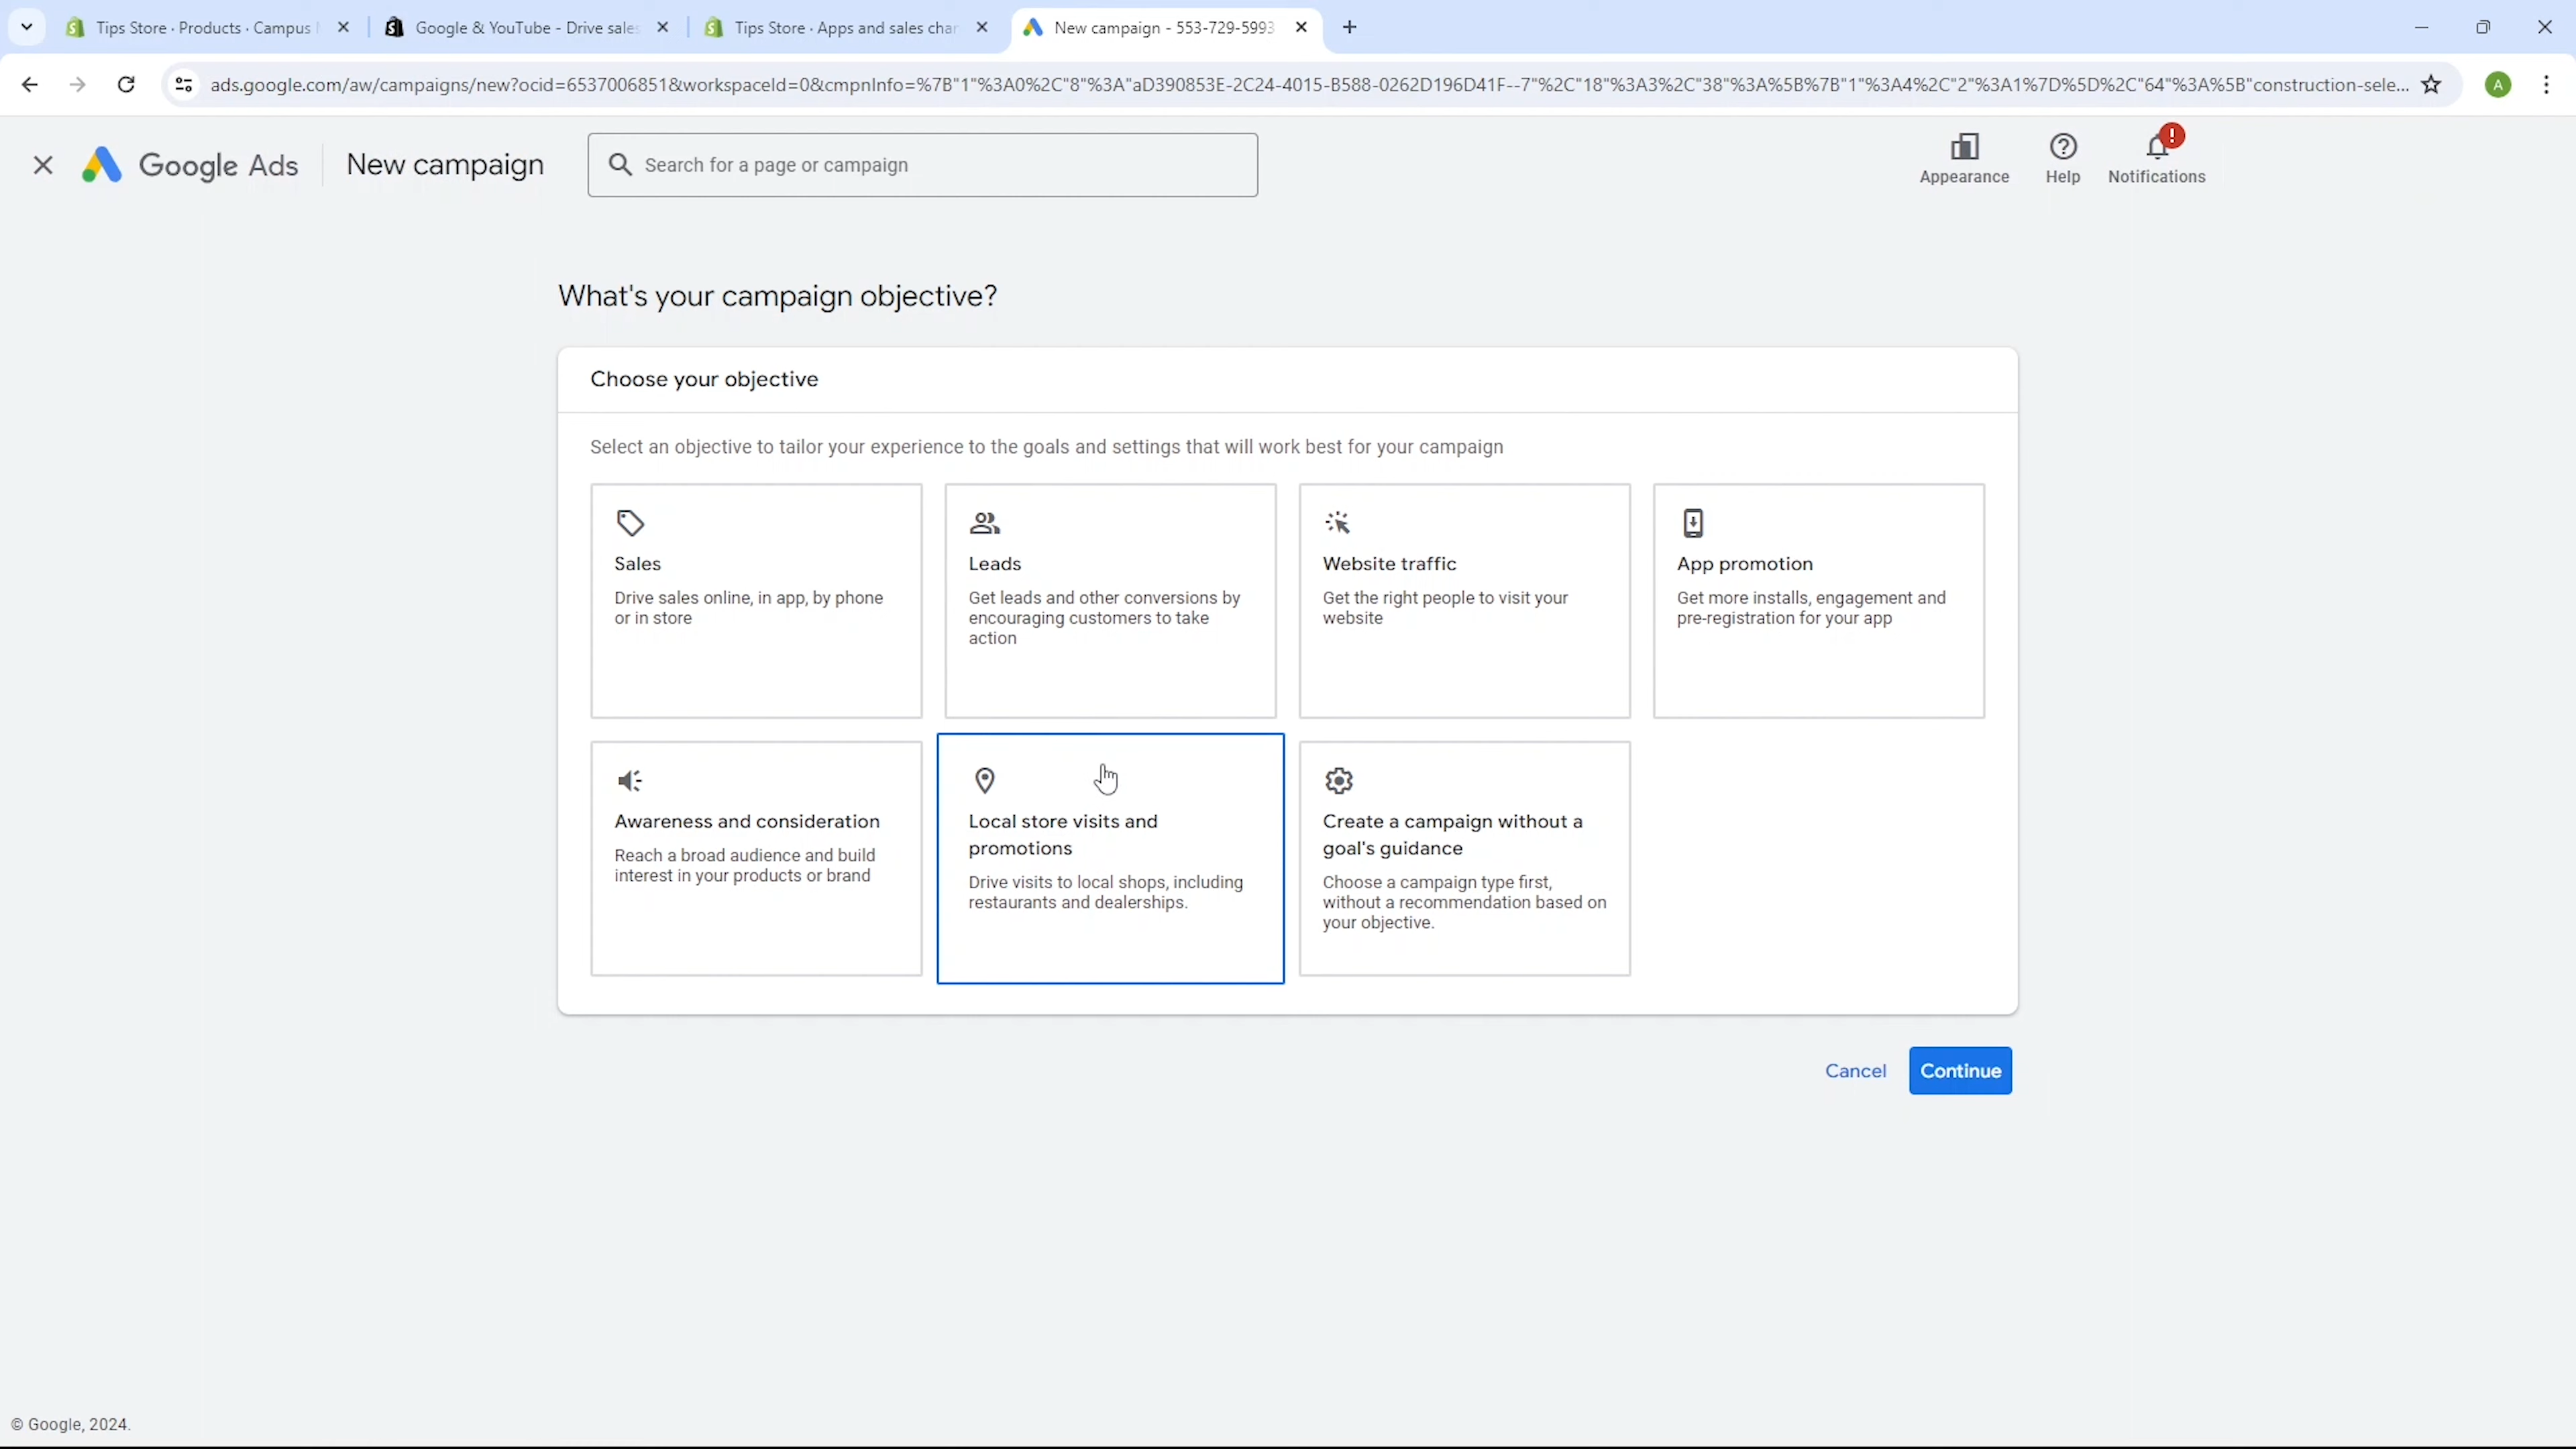 Tips Store · Products · Campus
Google & YouTube - Drive sales
Tips Store · Apps and sales char
New campaign - 553-729-5993
ads.google.com/aw/campaigns/new?ocid=6537006851&workspaceId=0&cmpnInfo=%7B"1"%3A0%2C"8"%3A"aD390853E-2C24-4015-B588-0262D196D41F--7"%2C"18"%3A3%2C"38"%3A%5B%7B"1"%3A4%2C"2"%3A1%7D%5D%2C"64"%3A%5B"construction-sele...
A
Google Ads
New campaign
Search for a page or campaign
Appearance
Help
Notifications
What's your campaign objective?
Choose your objective
Select an objective to tailor your experience to the goals and settings that will work best for your campaign
Sales
Drive sales online, in app, by phone
or in store
Leads
Get leads and other conversions by
encouraging customers to take
action
Website traffic
Get the right people to visit your
website
App promotion
Get more installs, engagement and
pre-registration for your app
Awareness and consideration
Reach a broad audience and build
interest in your products or brand
Local store visits and
promotions
Drive visits to local shops, including
restaurants and dealerships.
Create a campaign without a
goal's guidance
Choose a campaign type first,
without a recommendation based on
your objective.
Cancel
Continue
© Google, 2024.